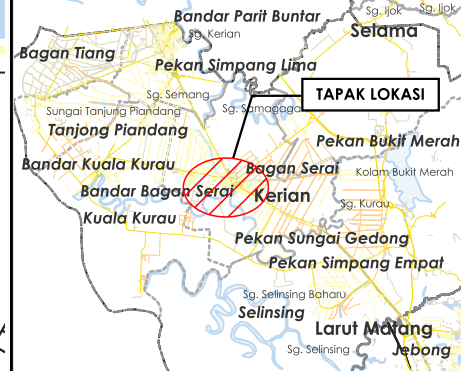 Bandar Parit Buntar
Sg. Ijok
Sg. Ijok
Sg. Kerian
Selama
Bagan Tiang
Pekan Simpang Lima
TAPAK LOKASI
Sg. Semang
Sungai Tanjung Piandang
Sg. Samagagah
Tanjong Piandang
Pekan Bukit Merah
Bandar Kuala Kurau
Bagan Serai
Kolam Bukit Merah
Bandar Bagan Serai
Kerian
Sg. Kurau
Kuala Kurau
Pekan Sungai Gedong
Pekan Simpang Empat
Sg. Selinsing Baharu
Selinsing
Larut Matang
Sg. Selinsing
Jebong